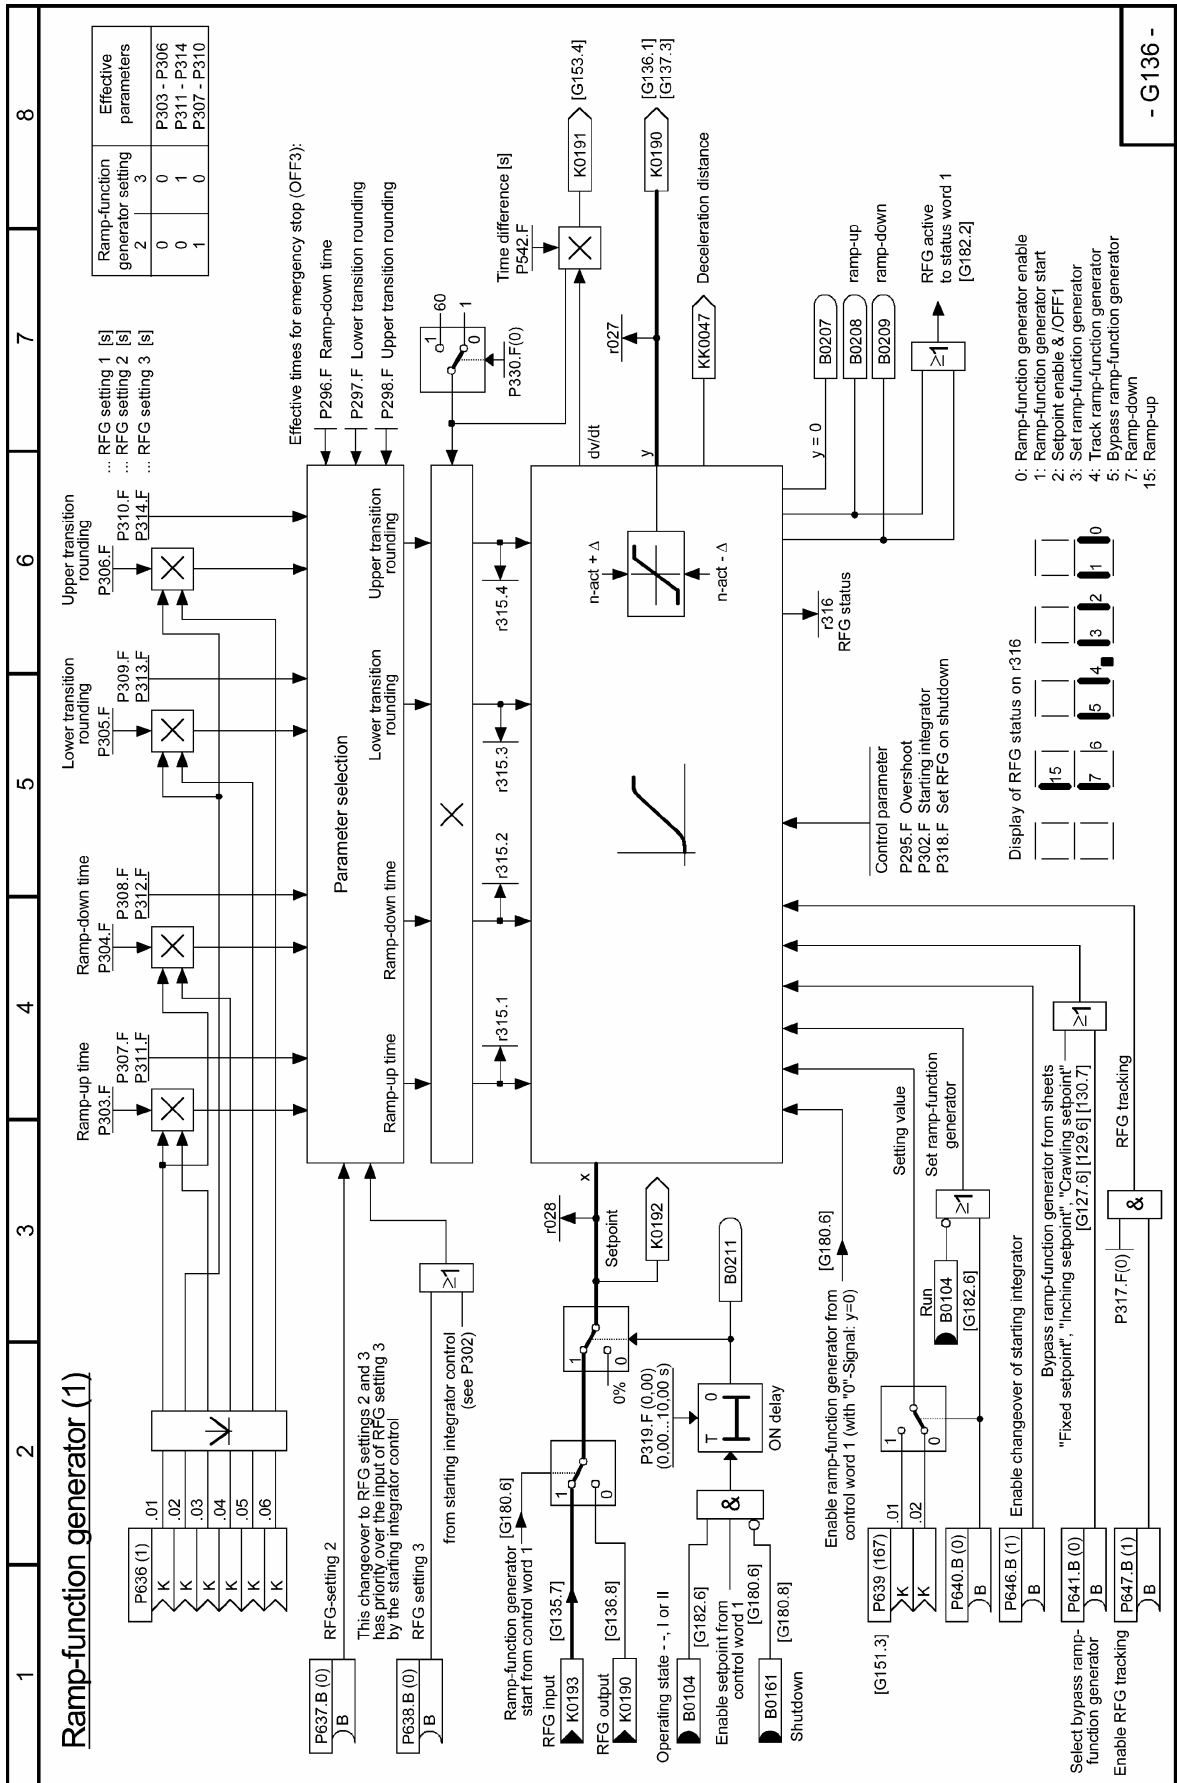 1
2
3
4
5
6
7
8
Ramp-function generator (1)
- G136 -
Ramp-function
generator setting
Effective
parameters
2
3
0
0
P303 - P306
0
1
P311 - P314
1
0
P307 - P310
P636 (1)
K
.01
K
.02
K
.03
K
.04
K
.05
K
.06
Ramp-up time
P303.F
P307.F
P311.F
Ramp-down time
P304.F
P308.F
P312.F
Lower transition
rounding
P305.F
P309.F
P313.F
Upper transition
rounding
P306.F
P310.F
P314.F
... RFG setting 1 [s]
... RFG setting 2 [s]
... RFG setting 3 [s]
Effective times for emergency stop (OFF3):
P296.F Ramp-down time
P297.F Lower transition rounding
P298.F Upper transition rounding
P637.B (0)
B
RFG-setting 2
This changeover to RFG settings 2 and 3
has priority over the input of RFG setting 3
by the starting integrator control
P638.B (0)
B
RFG setting 3
from starting integrator control
(see P302)
≥1
Parameter selection
Ramp-up time
Ramp-down time
Lower transition
rounding
Upper transition
rounding
r315.1
r315.2
r315.3
r315.4
1
0
60
1
P330.F(0)
Time difference [s]
P542.F
K0191
[G153.4]
dv/dt
Ramp-function generator
start from control word 1
[G180.6]
RFG input
K0193
[G135.7]
RFG output
K0190
[G136.8]
1
0
1
0
0%
Setpoint
r028
x
K0192
B0211
P319.F (0,00)
(0,00...10,00 s)
T
0
ON delay
&
Operating state - -, I or II
B0104
[G182.6]
Enable setpoint from
control word 1
[G180.6]
B0161
[G180.8]
Shutdown
n-act + Δ
n-act - Δ
y
r027
K0190
[G136.1]
[G137.3]
KK0047
Deceleration distance
y = 0
B0207
B0208
ramp-up
B0209
ramp-down
≥1
RFG active
to status word 1
[G182.2]
r316
RFG status
Control parameter
P295.F Overshoot
P302.F Starting integrator
P318.F Set RFG on shutdown
Enable ramp-function generator from
control word 1 (with "0"-Signal: y=0)
[G180.6]
[G151.3]
P639 (167)
K
.01
K
.02
1
0
Setting value
P640.B (0)
B
Run
B0104
[G182.6]
≥1
Set ramp-function
generator
P646.B (1)
B
Enable changeover of starting integrator
Bypass ramp-function generator from sheets
"Fixed setpoint", "Inching setpoint", "Crawling setpoint"
[G127.6] [129.6] [130.7]
≥1
Select bypass ramp-
function generator
P641.B (0)
B
Enable RFG tracking
P647.B (1)
B
P317.F(0)
&
RFG tracking
Display of RFG status on r316
15
7
6
5
4
3
2
1
0
0: Ramp-function generator enable
1: Ramp-function generator start
2: Setpoint enable & /OFF1
3: Set ramp-function generator
4: Track ramp-function generator
5: Bypass ramp-function generator
7: Ramp-down
15: Ramp-up